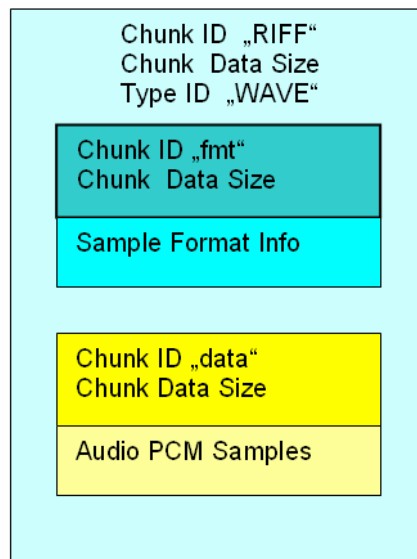 Chunk ID „RIFF“
Chunk Data Size
Type ID „WAVE“
Chunk ID „fmt“
Chunk Data Size
Sample Format Info
Chunk ID „data“
Chunk Data Size
Audio PCM Samples